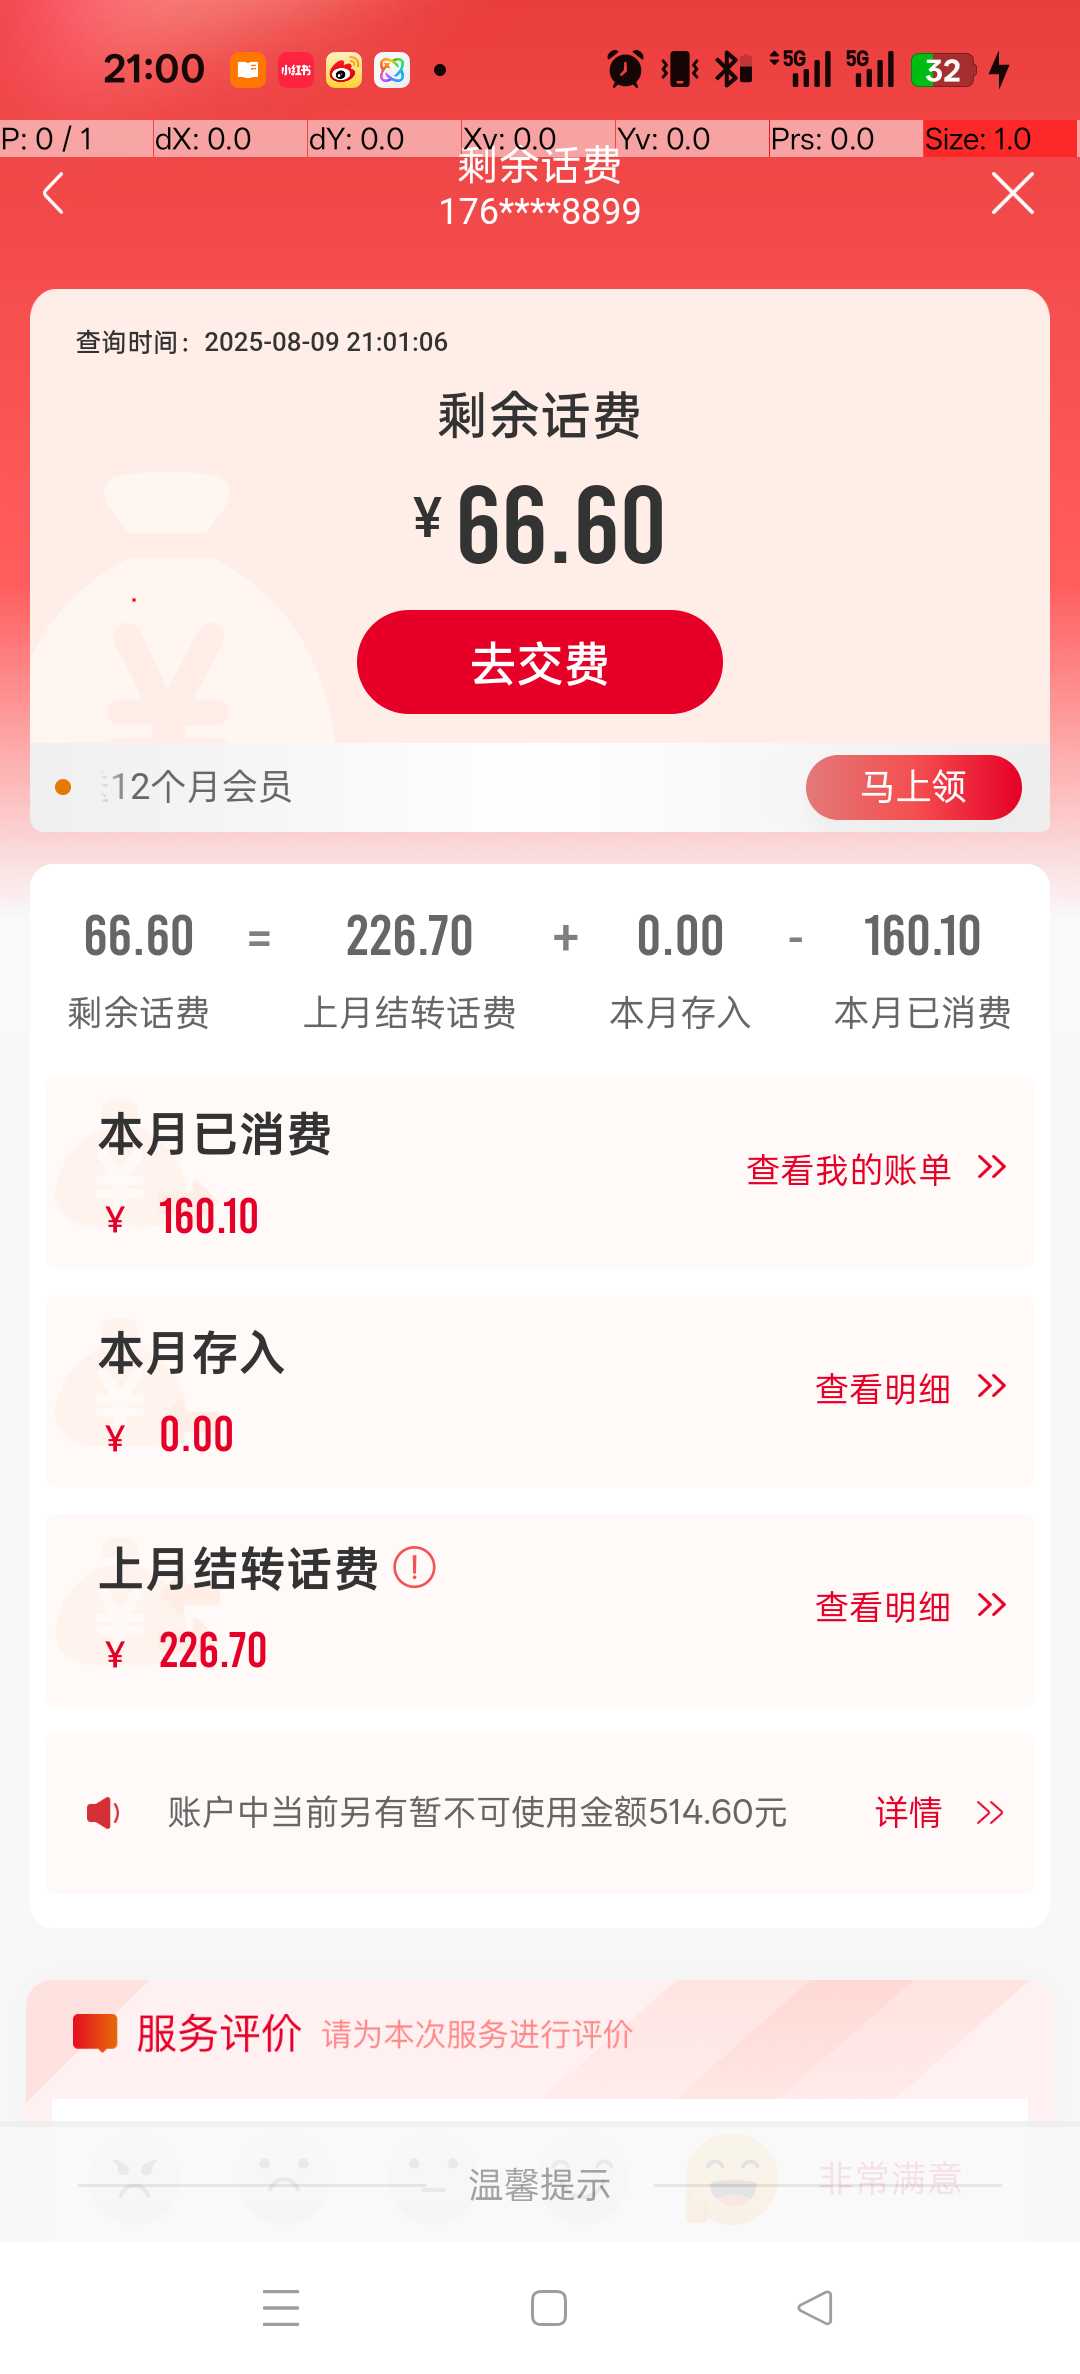 21:00
小红书
5G
5G
32
P: 0 / 1
dX: 0.0
dY: 0.0
Xv: 0.0
Yv: 0.0
Prs: 0.0
Size: 1.0
剩余话费
176****8899
查询时间：2025-08-09 21:01:06
剩余话费
¥66.60
去交费
12个月会员
马上领
66.60 = 226.70 + 0.00 - 160.10
剩余话费 上月结转话费 本月存入 本月已消费
本月已消费
¥ 160.10
查看我的账单
本月存入
¥ 0.00
查看明细
上月结转话费
¥ 226.70
查看明细
账户中当前另有暂不可使用金额514.60元
详情
服务评价 请为本次服务进行评价
温馨提示
非常满意